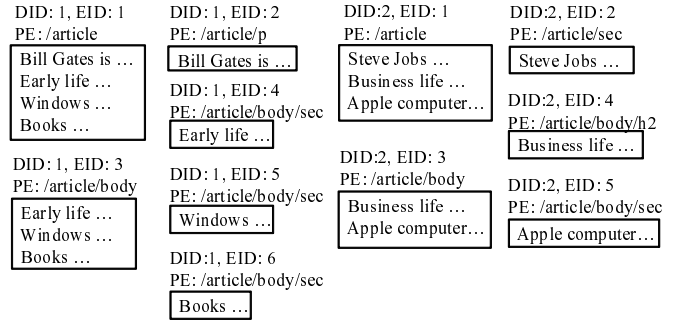 DID: 1, EID: 1
PE: /article
Bill Gates is …
Early life …
Windows …
Books …
DID: 1, EID: 3
PE: /article/body
Early life …
Windows …
Books …
DID: 1, EID: 2
PE: /article/p
Bill Gates is …
DID: 1, EID: 4
PE: /article/body/sec
Early life …
DID: 1, EID: 5
PE: /article/body/sec
Windows …
DID: 1, EID: 6
PE: /article/body/sec
Books …
DID:2, EID: 1
PE: /article
Steve Jobs …
Business life …
Apple computer…
DID:2, EID: 3
PE: /article/body
Business life …
Apple computer…
DID:2, EID: 2
PE: /article/sec
Steve Jobs …
DID:2, EID: 4
PE: /article/body/h2
Business life …
DID:2, EID: 5
PE: /article/body/sec
Apple computer…